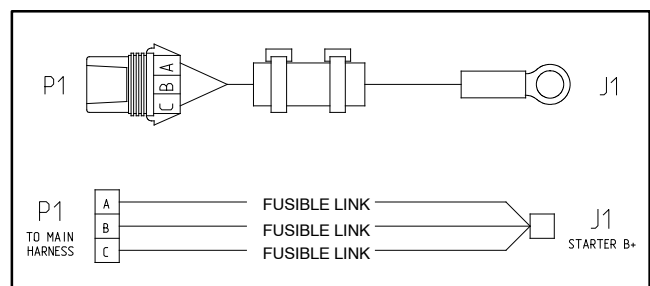 P1
A
B
C
J1
P1
TO MAIN
HARNESS
A
B
C
FUSIBLE LINK
FUSIBLE LINK
FUSIBLE LINK
J1
STARTER B+